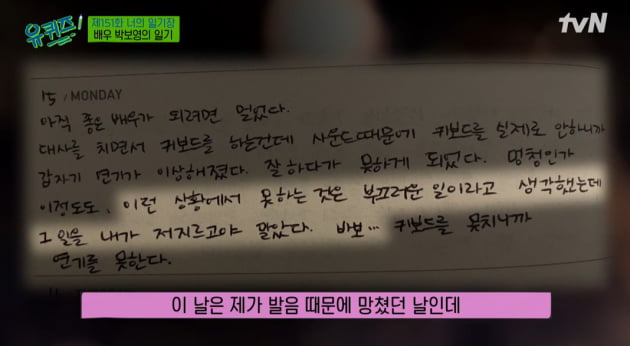 유퀴즈!
제151화 너의 일기장
배우 박보영의 일기
tvN
15 / MONDAY
아직 좋은 배우가 되려면 멀었다.
대사를 치면서 키보드를 하는건데 사운드때문에 키보드를 실제로 안하니까
갑자기 연기가 이상해졌다. 잘하다가 못하게 되었다. 멍청인가
이정도도, 이런 상황에서 못하는 것은 부끄러운 일이라고 생각했는데
그 일을 내가 저지르고야 말았다. 바보... 키보드를 못치니까
연기를 못한다.
이 날은 제가 발음 때문에 망쳤던 날인데